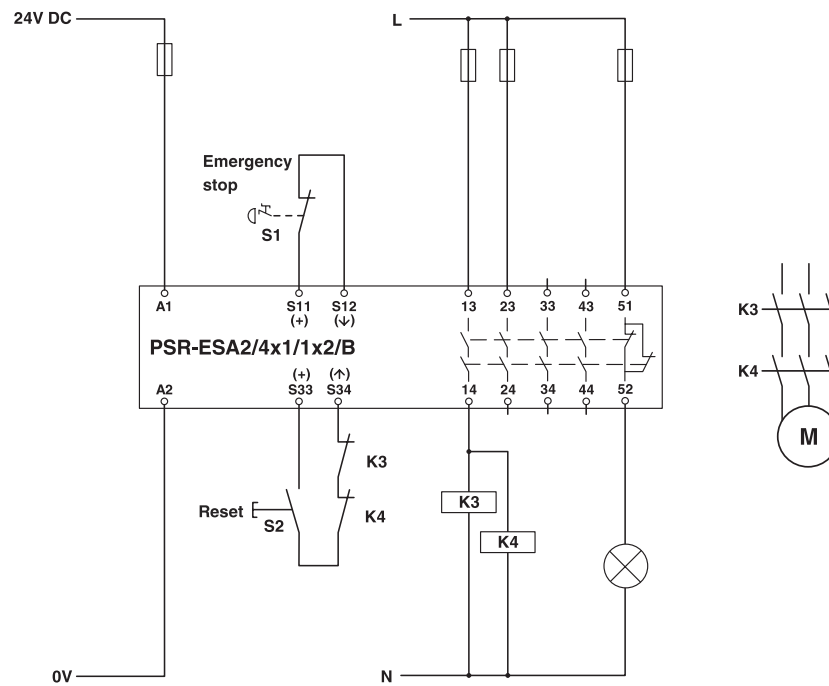 24V DC
L
Emergency
stop
S1
A1
S11
(+)
S12
(↓)
13
23
33
43
51
PSR-ESA2/4x1/1x2/B
A2
(+)
S33
(↑)
S34
14
24
34
44
52
K3
K4
M
K3
Reset
S2
K4
K3
K4
0V
N